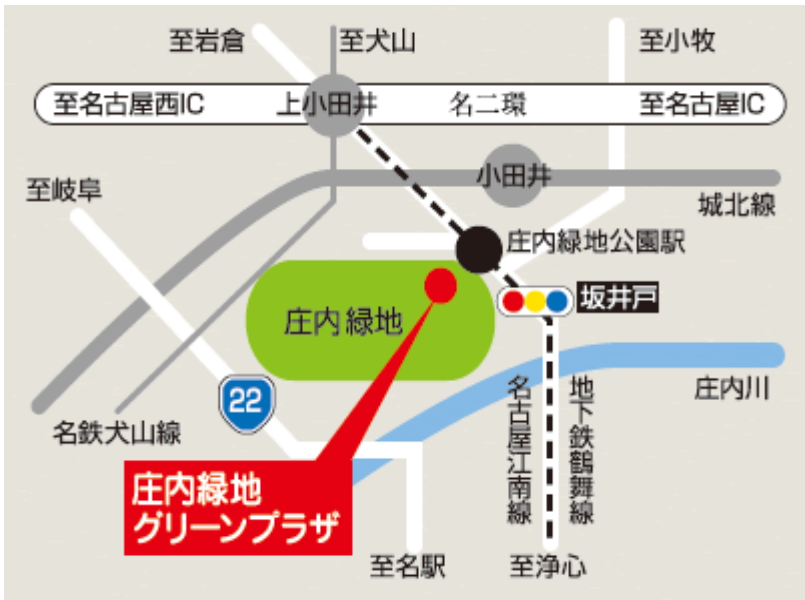 至岩倉
至犬山
至小牧
至名古屋西IC
上小田井
名二環
至名古屋IC
小田井
至岐阜
城北線
庄内緑地公園駅
坂井戸
庄内緑地
22
庄内川
名鉄犬山線
名古屋江南線
地下鉄鶴舞線
庄内緑地
グリーンプラザ
至名駅
至浄心